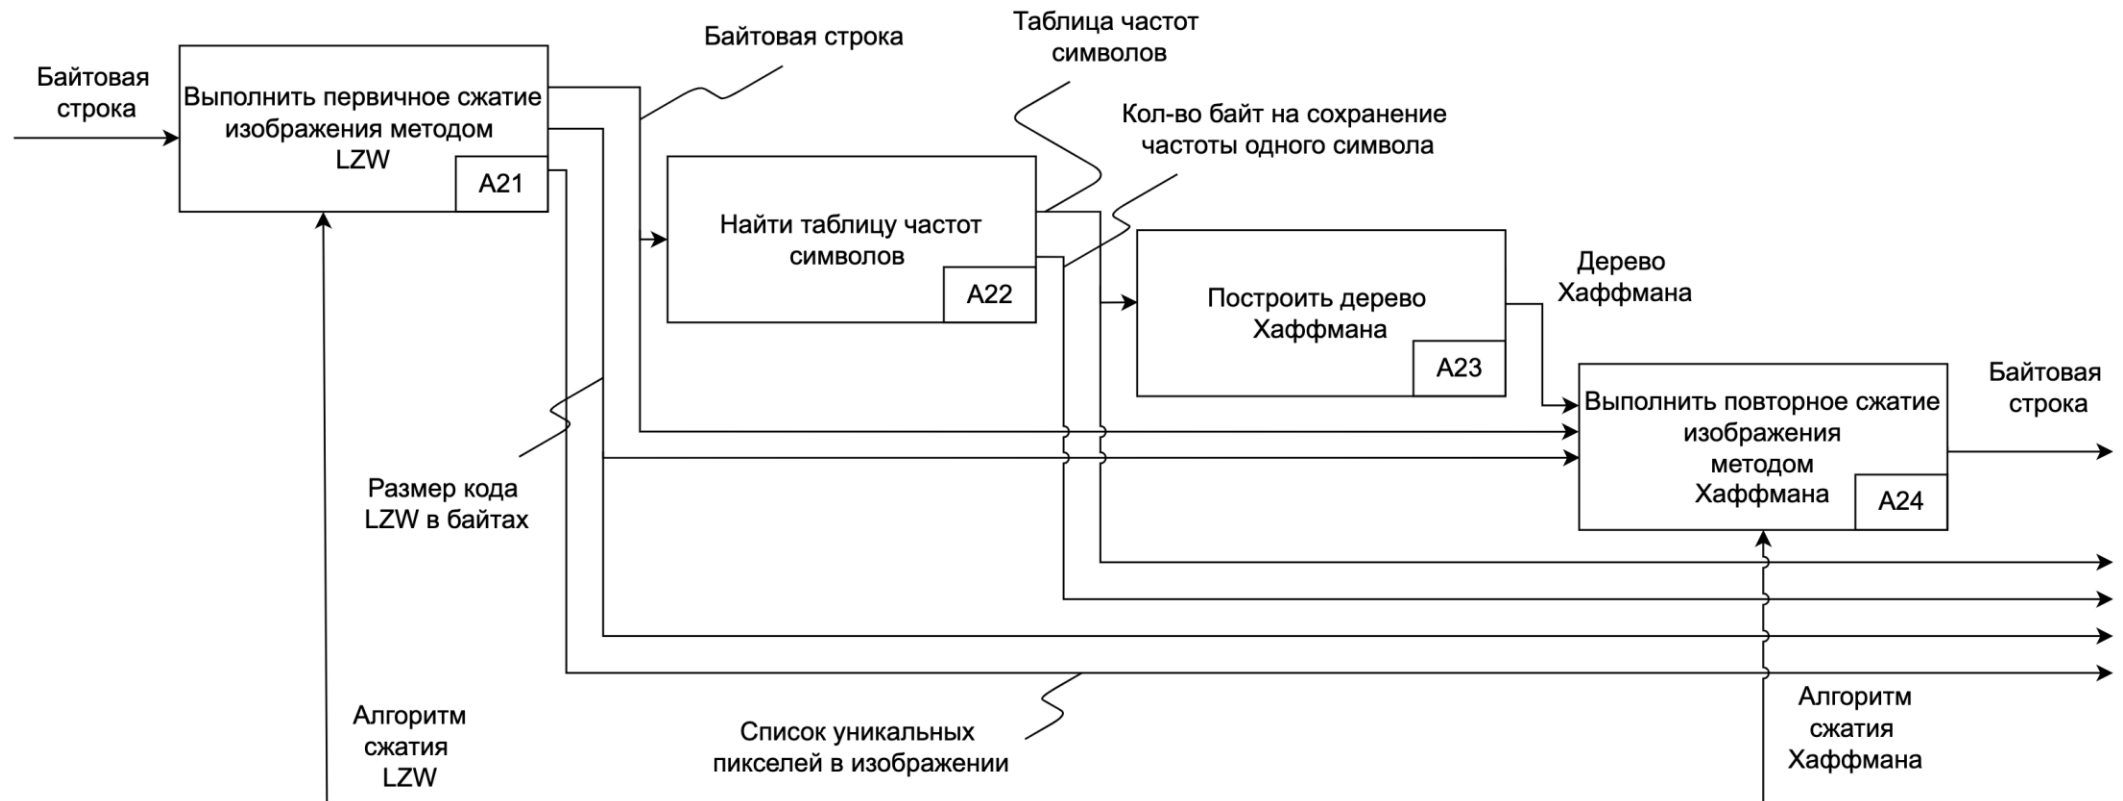 Байтовая
строка
Выполнить первичное сжатие
изображения методом
LZW
A21
Байтовая строка
Таблица частот
символов
Кол-во байт на сохранение
частоты одного символа
Найти таблицу частот
символов
A22
Построить дерево
Хаффмана
A23
Дерево
Хаффмана
Выполнить повторное сжатие
изображения
методом
Хаффмана
A24
Байтовая
строка
Размер кода
LZW в байтах
Алгоритм
сжатия
LZW
Список уникальных
пикселей в изображении
Алгоритм
сжатия
Хаффмана